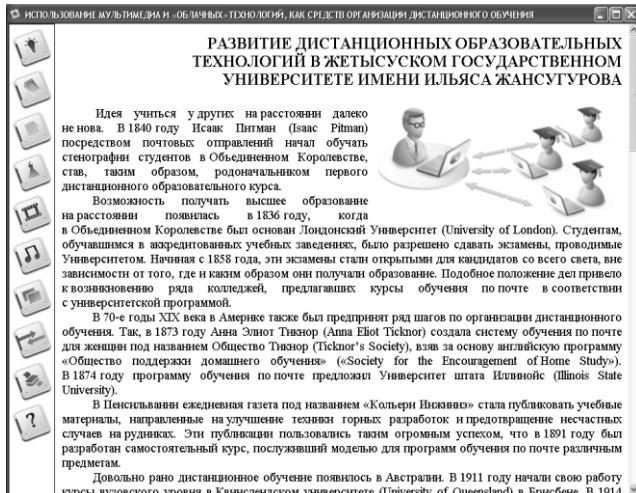 ИСПОЛЬЗОВАНИЕ МУЛЬТИМЕДИА И «ОБЛАЧНЫХ» ТЕХНОЛОГИЙ, КАК СРЕДСТВ ОРГАНИЗАЦИИ ДИСТАНЦИОННОГО ОБУЧЕНИЯ
РАЗВИТИЕ ДИСТАНЦИОННЫХ ОБРАЗОВАТЕЛЬНЫХ
ТЕХНОЛОГИЙ В ЖЕТЫСУСКОМ ГОСУДАРСТВЕННОМ
УНИВЕРСИТЕТЕ ИМЕНИ ИЛЬЯСА ЖАНСУГУРОВА
Идея учиться у других на расстоянии далеко
не нова. В 1840 году Исаак Питман (Isaac Pitman)
посредством почтовых отправлений начал обучать
стенографии студентов в Объединенном Королевстве,
став, таким образом, родоначальником первого
дистанционного образовательного курса.
Возможность получать высшее образование
на расстоянии появилась в 1836 году, когда
в Объединенном Королевстве был основан Лондонский Университет (University of London). Студентам,
обучавшимся в аккредитованных учебных заведениях, было разрешено сдавать экзамены, проводимые
Университетом. Начиная с 1858 года, эти экзамены стали открытыми для кандидатов со всего света, вне
зависимости от того, где и каким образом они получали образование. Подобное положение дел привело
к возникновению ряда колледжей, предлагавших курсы обучения по почте в соответствии
с университетской программой.
В 70-е годы XIX века в Америке также был предпринят ряд шагов по организации дистанционного
обучения. Так, в 1873 году Анна Элиот Тикнор (Anna Eliot Ticknor) создала систему обучения по почте
для женщин под названием Общество Тикнор (Ticknor's Society), взяв за основу английскую программу
«Общество поддержки домашнего обучения» («Society for the Encouragement of Home Study»).
В 1874 году программу обучения по почте предложил Университет штата Иллинойс (Illinois State
University).
В Пенсильвании ежедневная газета под названием «Кольери Инжиниэ» стала публиковать учебные
материалы, направленные на улучшение техники горных разработок и предотвращение несчастных
случаев на рудниках. Эти публикации пользовались таким огромным успехом, что в 1891 году был
разработан самостоятельный курс, послуживший моделью для программ обучения по почте различным
предметам.
Довольно рано дистанционное обучение появилось в Австралии. В 1911 году начали свою работу
курсы вузовского уровня в Квинслендском университете (University of Queensland) в Брисбене. В 1914